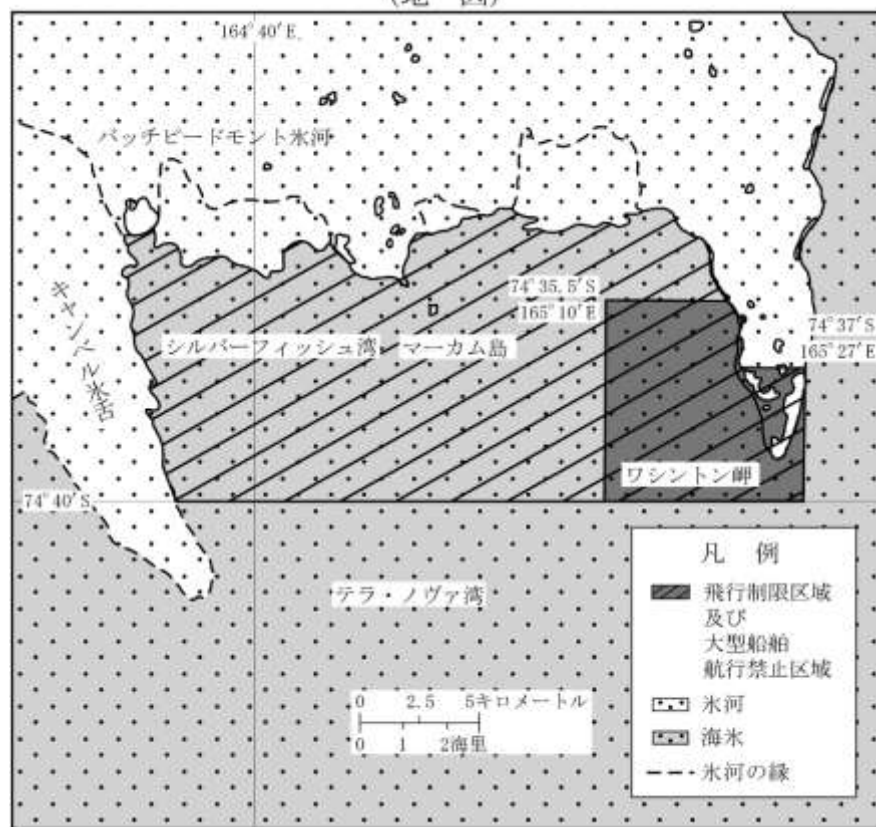 (地 図)
164°40′E
バッチピードモント氷河
キャンベル氷舌
74°35.5′S
165°10′E
74°37′S
165°27′E
シルバーフィッシュ湾
マーカム島
ワシントン岬
74°40′S
テラ・ノヴァ湾
0 2.5 5キロメートル
0 1 2海里
凡 例
飛行制限区域
及び
大型船舶
航行禁止区域
氷河
海氷
氷河の縁